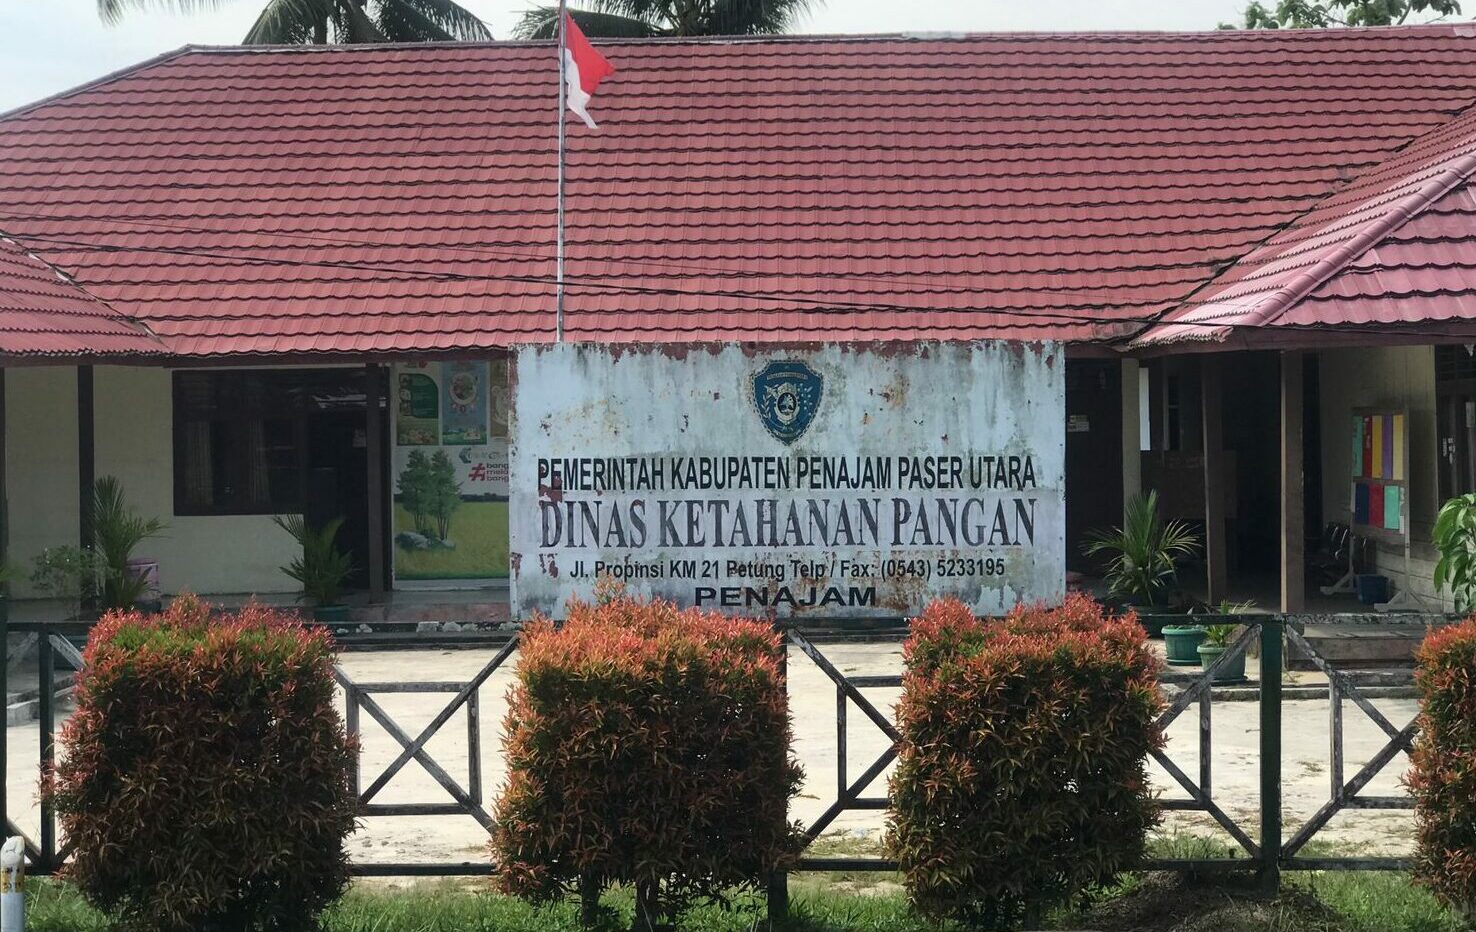 PEMERINTAH KABUPATEN PENAJAM PASER UTARA
DINAS KETAHANAN PANGAN
Jl. Propinsi KM 21 Petung Telp / Fax: (0543) 5233195
PENAJAM